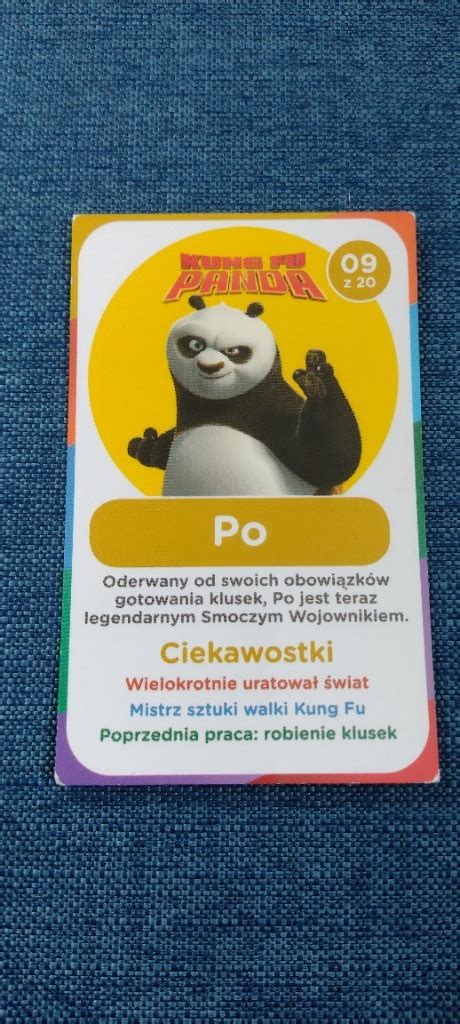 KUNG FU
PANDA
09
z 20
Po
Oderwany od swoich obowiązków
gotowania klusek, Po jest teraz
legendarnym Smoczym Wojownikiem.
Ciekawostki
Wielokrotnie uratował świat
Mistrz sztuki walki Kung Fu
Poprzednia praca: robienie klusek